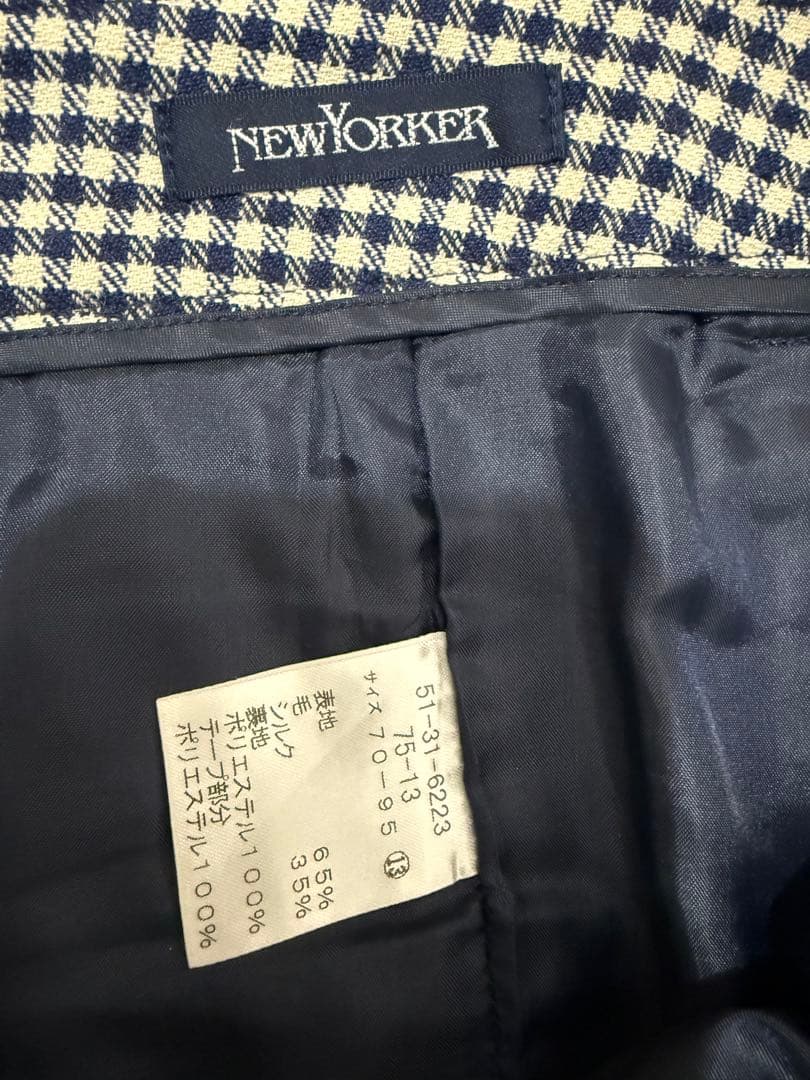 NEWYORKER
51-31-6223
75-13
サイズ 70-95 ⑬
表地
毛 65%
シルク 35%
裏地
ポリエステル100%
テープ部分
ポリエステル100%